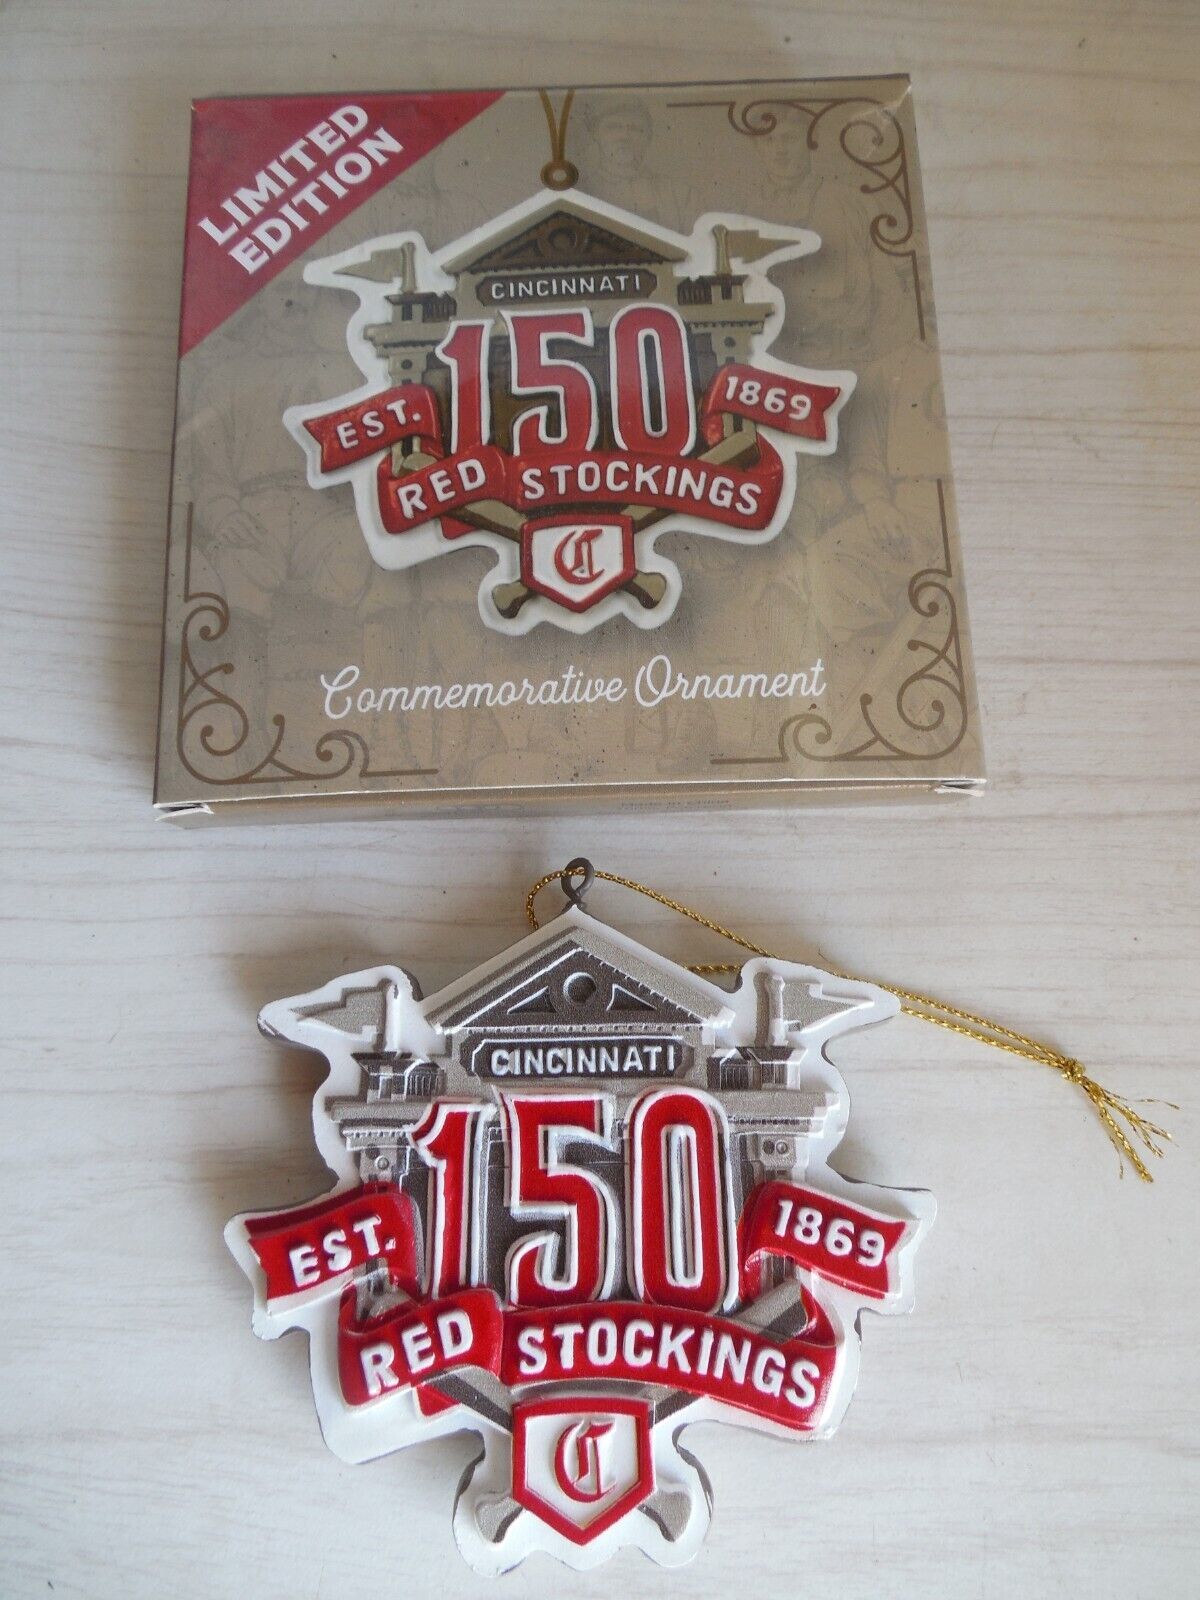 LIMITED
EDITION
CINCINNATI
150
EST.
1869
RED STOCKINGS
C
Commemorative Ornament
CINCINNATI
150
EST.
1869
RED STOCKINGS
C